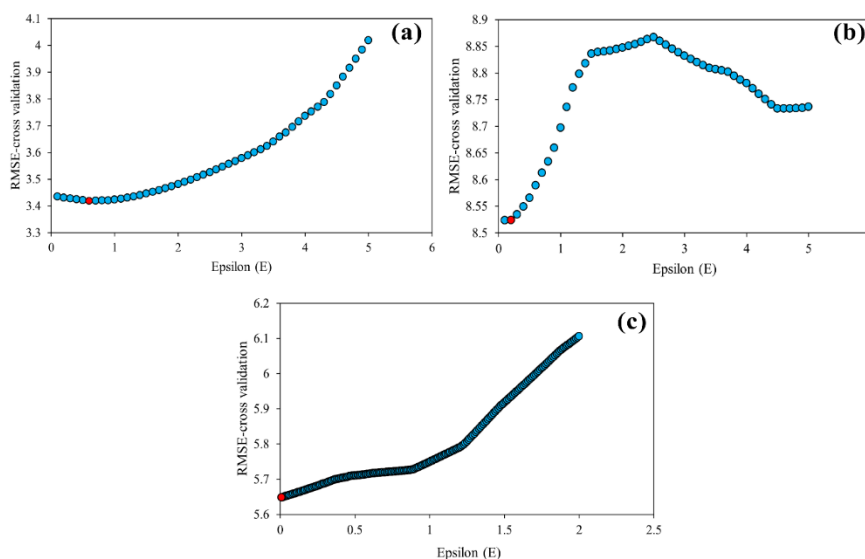 (a)
RMSE-cross validation
4.1
4
3.9
3.8
3.7
3.6
3.5
3.4
3.3
0 1 2 3 4 5 6
Epsilon (E)
(b)
RMSE-cross validation
8.9
8.85
8.8
8.75
8.7
8.65
8.6
8.55
8.5
0 1 2 3 4 5 6
Epsilon (E)
(c)
RMSE-cross validation
6.2
6.1
6
5.9
5.8
5.7
5.6
0 0.5 1 1.5 2 2.5
Epsilon (E)